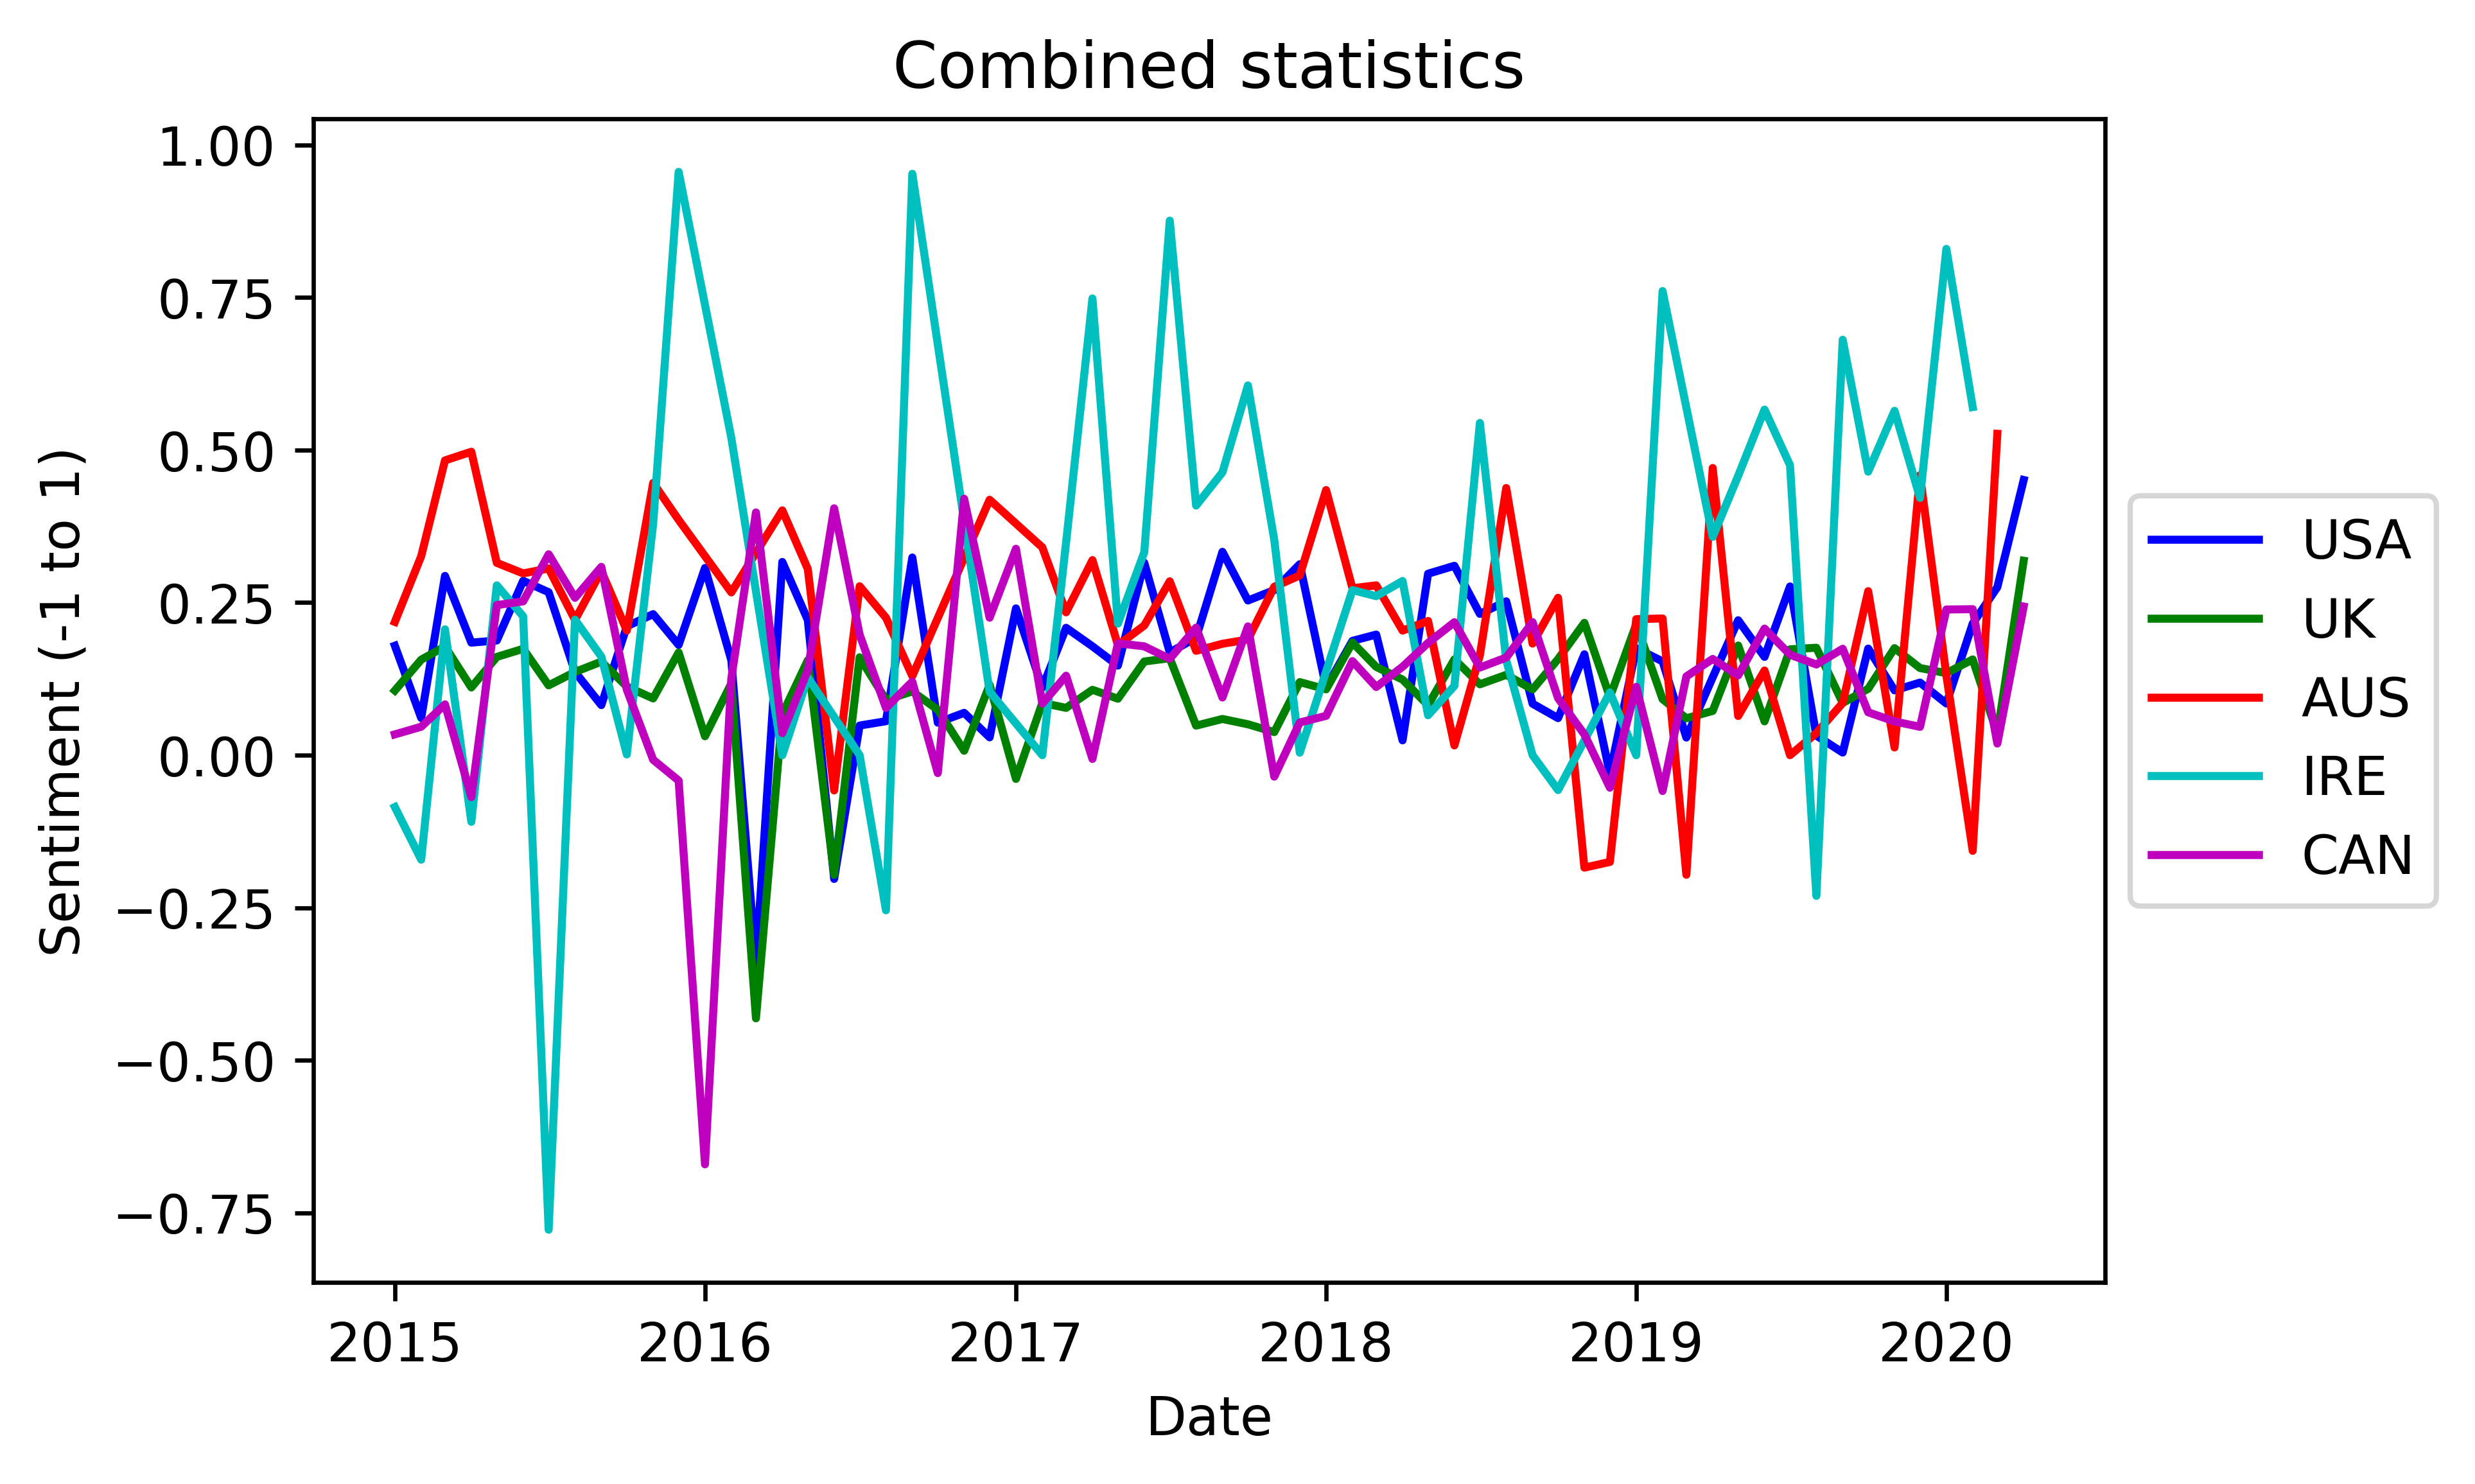 Combined statistics
1.00
0.75
0.50
0.25
0.00
−0.25
−0.50
−0.75
Sentiment (-1 to 1)
2015 2016 2017 2018 2019 2020
Date
USA
UK
AUS
IRE
CAN